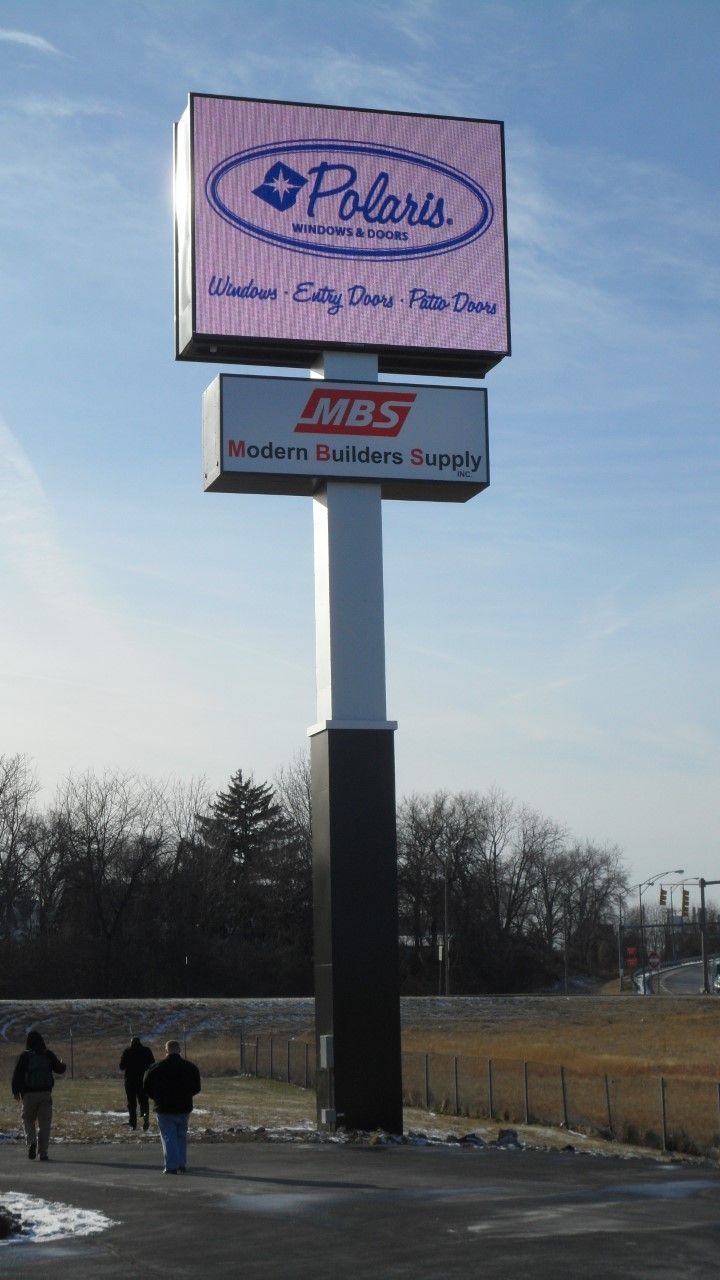 Polaris.
WINDOWS & DOORS
Windows · Entry Doors · Patio Doors
MBS
Modern Builders Supply
INC.